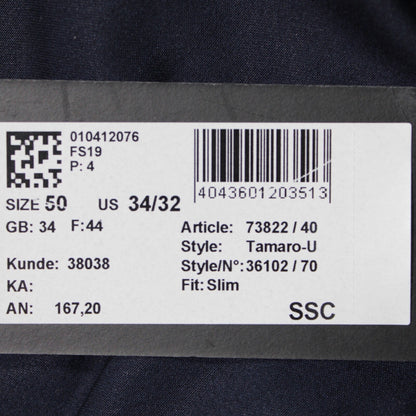 010412076
FS19
P: 4
4043601203513
SIZE 50 US 34/32
GB: 34 F:44
Article: 73822 / 40
Style: Tamaro-U
Kunde: 38038
Style/N°: 36102 / 70
KA:
Fit: Slim
AN: 167,20
SSC